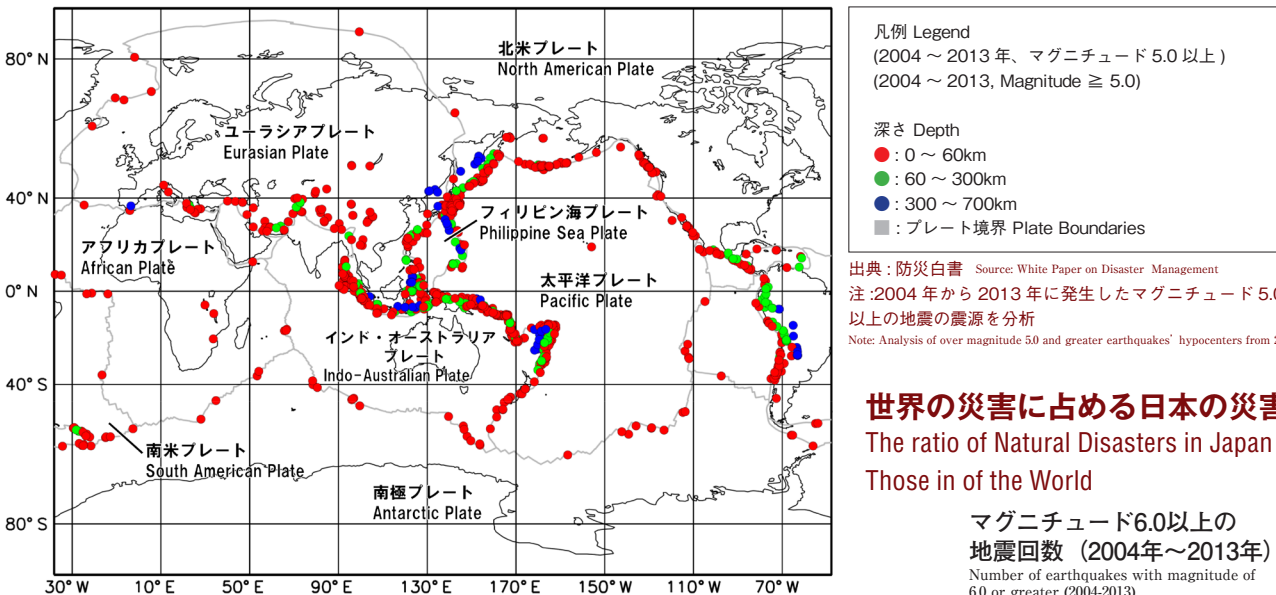 80° N
40° N
0° N
40° S
80° S
30° W
10° E
50° E
90° E
130° E
170° E
150° W
110° W
70° W
北米プレート
North American Plate
ユーラシアプレート
Eurasian Plate
フィリピン海プレート
Philippine Sea Plate
アフリカプレート
African Plate
太平洋プレート
Pacific Plate
インド・オーストラリア
プレート
Indo-Australian Plate
南米プレート
South American Plate
南極プレート
Antarctic Plate
凡例 Legend
(2004 ~ 2013 年、マグニチュード 5.0 以上 )
(2004 ~ 2013, Magnitude ≧ 5.0)
深さ Depth
: 0 ~ 60km
: 60 ~ 300km
: 300 ~ 700km
: プレート境界 Plate Boundaries
出典 : 防災白書 Source: White Paper on Disaster Management
注 :2004 年から 2013 年に発生したマグニチュード 5.0
以上の地震の震源を分析
Note: Analysis of over magnitude 5.0 and greater earthquakes' hypocenters from 2
世界の災害に占める日本の災害
The ratio of Natural Disasters in Japan
Those in of the World
マグニチュード6.0以上の
地震回数(2004年~2013年)
Number of earthquakes with magnitude of
6.0 or greater (2004-2013)